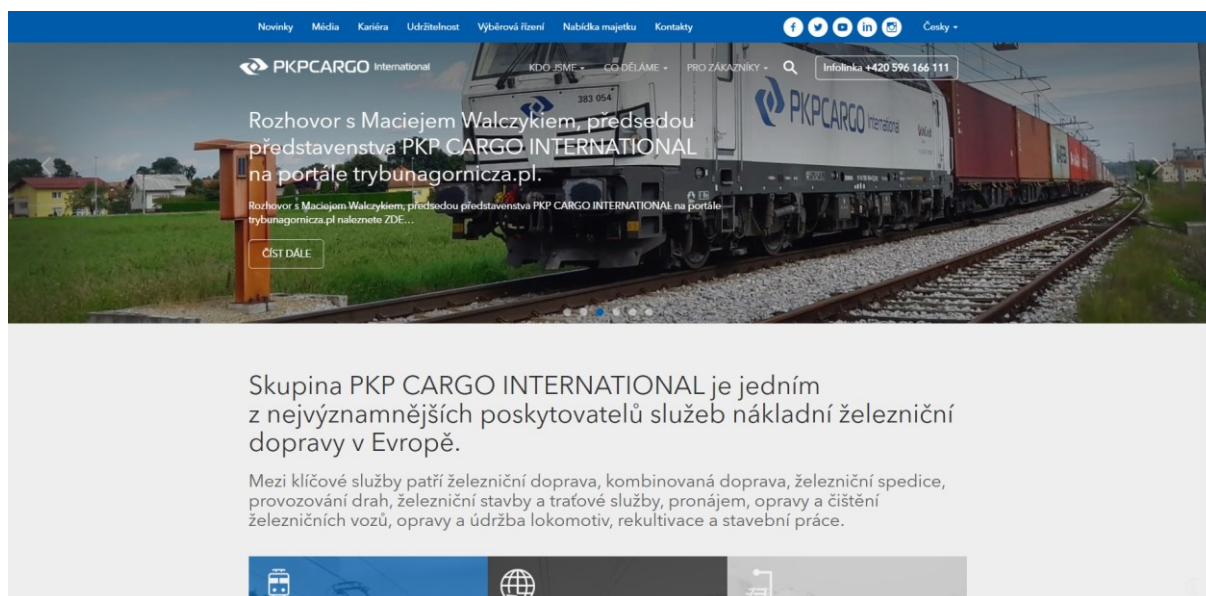 Novinky Média Kariéra Udržitelnost Výběrová řízení Nabídka majetku Kontakty Česky
PKPCARGO International KDO JSME CO DĚLÁME PRO ZÁKAZNÍKY Infolinka +420 596 166 111
383 054
PKPCARGO International
Rozhovor s Maciejem Walczykiem, předsedou
představenstva PKP CARGO INTERNATIONAL
na portále trybunagornicza.pl.
Rozhovor s Maciejem Walczykiem, předsedou představenstva PKP CARGO INTERNATIONAL na portále
trybunagornicza.pl naleznete ZDE...
ČÍST DÁLE
Skupina PKP CARGO INTERNATIONAL je jedním
z nejvýznamnějších poskytovatelů služeb nákladní železniční
dopravy v Evropě.
Mezi klíčové služby patří železniční doprava, kombinovaná doprava, železniční spedice,
provozování drah, železniční stavby a traťové služby, pronájem, opravy a čištění
železničních vozů, opravy a údržba lokomotiv, rekultivace a stavební práce.